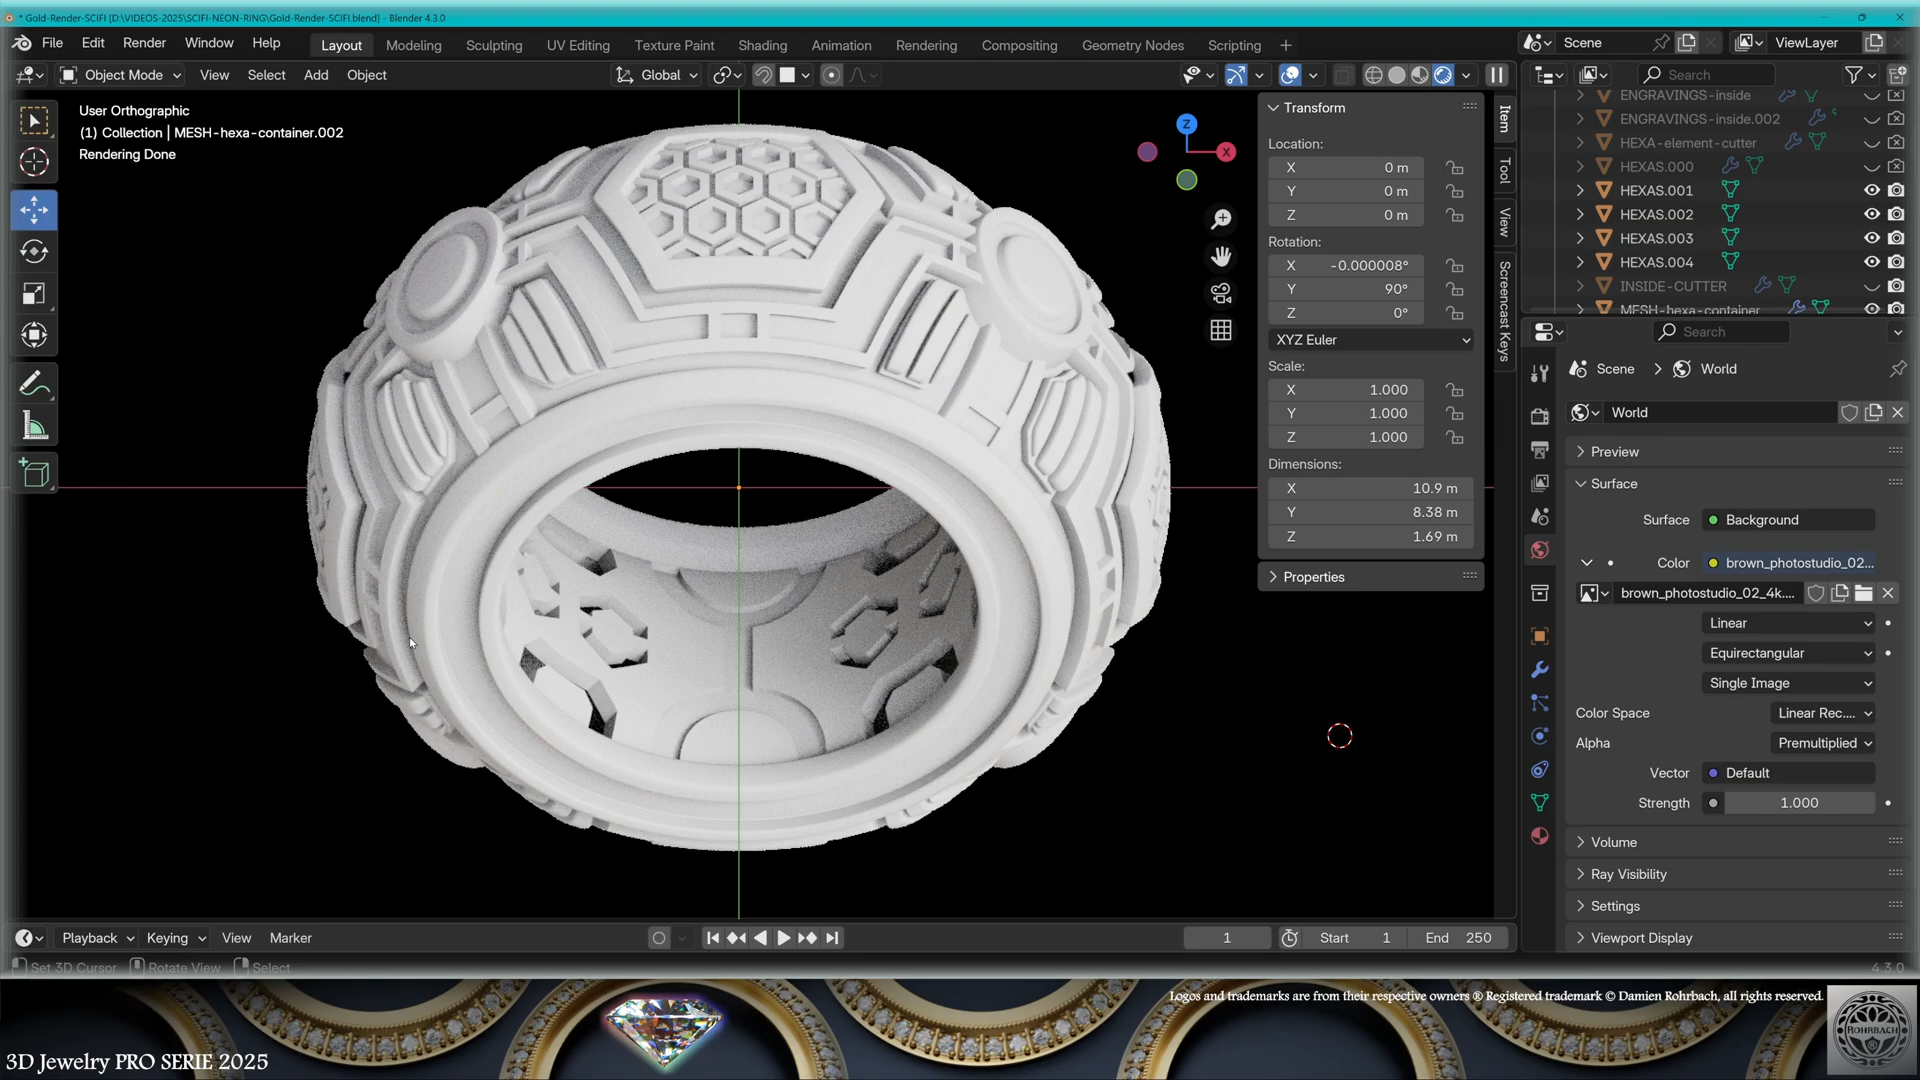 * Gold-Render-SCIFI [D:\VIDEOS-2025\SCIFI-NEON-RING\Gold-Render-SCIFI.blend] - Blender 4.3.0
File Edit Render Window Help
Layout Modeling Sculpting UV Editing Texture Paint Shading Animation Rendering Compositing Geometry Nodes Scripting +
Scene
ViewLayer
Object Mode View Select Add Object
Global
Search
User Orthographic
(1) Collection | MESH-hexa-container.002
Rendering Done
Z
X
Transform
Location:
X 0 m
Y 0 m
Z 0 m
Rotation:
X -0.000008°
Y 90°
Z 0°
XYZ Euler
Scale:
X 1.000
Y 1.000
Z 1.000
Dimensions:
X 10.9 m
Y 8.38 m
Z 1.69 m
Properties
Item
Tool
View
Screencast Keys
ENGRAVINGS-inside
ENGRAVINGS-inside.002
HEXA-element-cutter
HEXAS.000
HEXAS.001
HEXAS.002
HEXAS.003
HEXAS.004
INSIDE-CUTTER
MESH-hexa-container
Search
Scene > World
World
Preview
Surface
Surface Background
Color brown_photostudio_02...
brown_photostudio_02_4k....
Linear
Equirectangular
Single Image
Color Space Linear Rec....
Alpha Premultiplied
Vector Default
Strength 1.000
Volume
Ray Visibility
Settings
Viewport Display
Playback Keying View Marker
1
Start 1
End 250
Set 3D Cursor Rotate View Select
4.3.0
Logos and trademarks are from their respective owners ® Registered trademark © Damien Rohrbach, all rights reserved.
ROHRBACH
3D Jewelry PRO SERIE 2025